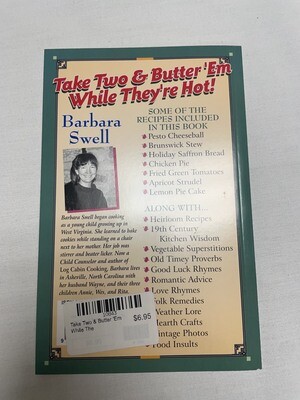 Take Two & Butter 'Em
While They're Hot!
Barbara
Swell
Barbara Swell began cooking
as a young child growing up in
West Virginia. She learned to bake
cookies while standing on a chair
next to her mother. Her job was
stirrer and beater licker. Now a
Child Counselor and author of
Log Cabin Cooking, Barbara lives
in Asheville, North Carolina with
her husband Wayne, and their three
children Annie, Wes, and Rita.
SOME OF THE
RECIPES INCLUDED
IN THIS BOOK
Pesto Cheeseball
Brunswick Stew
Holiday Saffron Bread
Chicken Pie
Fried Green Tomatoes
Apricot Strudel
Lemon Pie Cake
ALONG WITH...
Heirloom Recipes
19th Century
Kitchen Wisdom
Vegetable Superstitions
Old Timey Proverbs
Good Luck Rhymes
Romantic Advice
Love Rhymes
Folk Remedies
Weather Lore
Hearth Crafts
Vintage Photos
Food Insults
Take Two & Butter 'Em
While The
$6.95